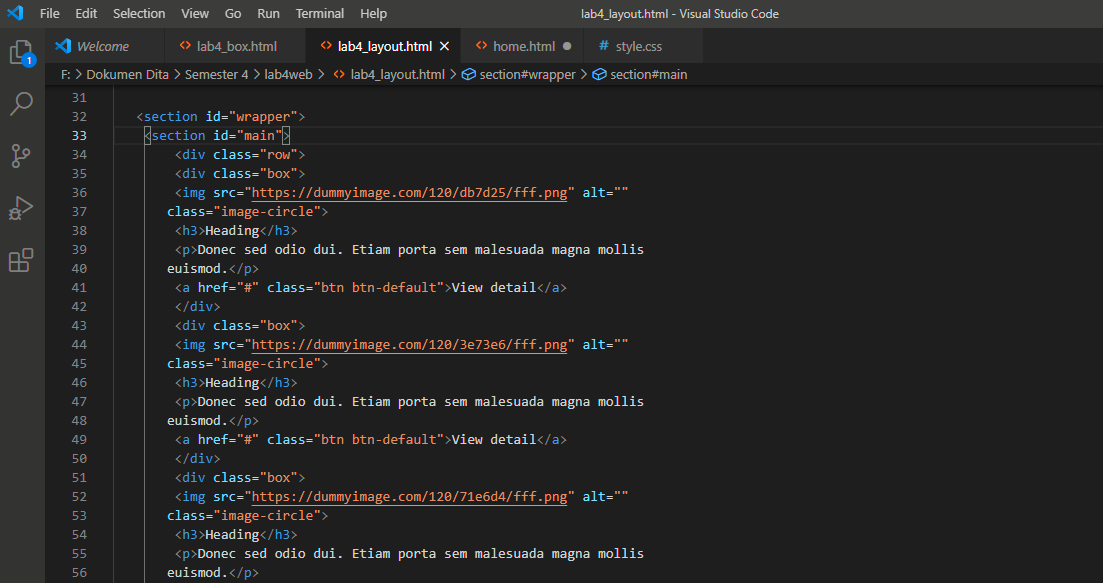 File Edit Selection View Go Run Terminal Help lab4_layout.html - Visual Studio Code
Welcome lab4_box.html lab4_layout.html home.html # style.css
1
F: > Dokumen Dita > Semester 4 > lab4web > lab4_layout.html > section#wrapper > section#main
31
32 <section id="wrapper">
33 <section id="main">
34 <div class="row">
35 <div class="box">
36 <img src="https://dummyimage.com/120/db7d25/fff.png" alt=""
37 class="image-circle">
38 <h3>Heading</h3>
39 <p>Donec sed odio dui. Etiam porta sem malesuada magna mollis
40 euismod.</p>
41 <a href="#" class="btn btn-default">View detail</a>
42 </div>
43 <div class="box">
44 <img src="https://dummyimage.com/120/3e73e6/fff.png" alt=""
45 class="image-circle">
46 <h3>Heading</h3>
47 <p>Donec sed odio dui. Etiam porta sem malesuada magna mollis
48 euismod.</p>
49 <a href="#" class="btn btn-default">View detail</a>
50 </div>
51 <div class="box">
52 <img src="https://dummyimage.com/120/71e6d4/fff.png" alt=""
53 class="image-circle">
54 <h3>Heading</h3>
55 <p>Donec sed odio dui. Etiam porta sem malesuada magna mollis
56 euismod.</p>